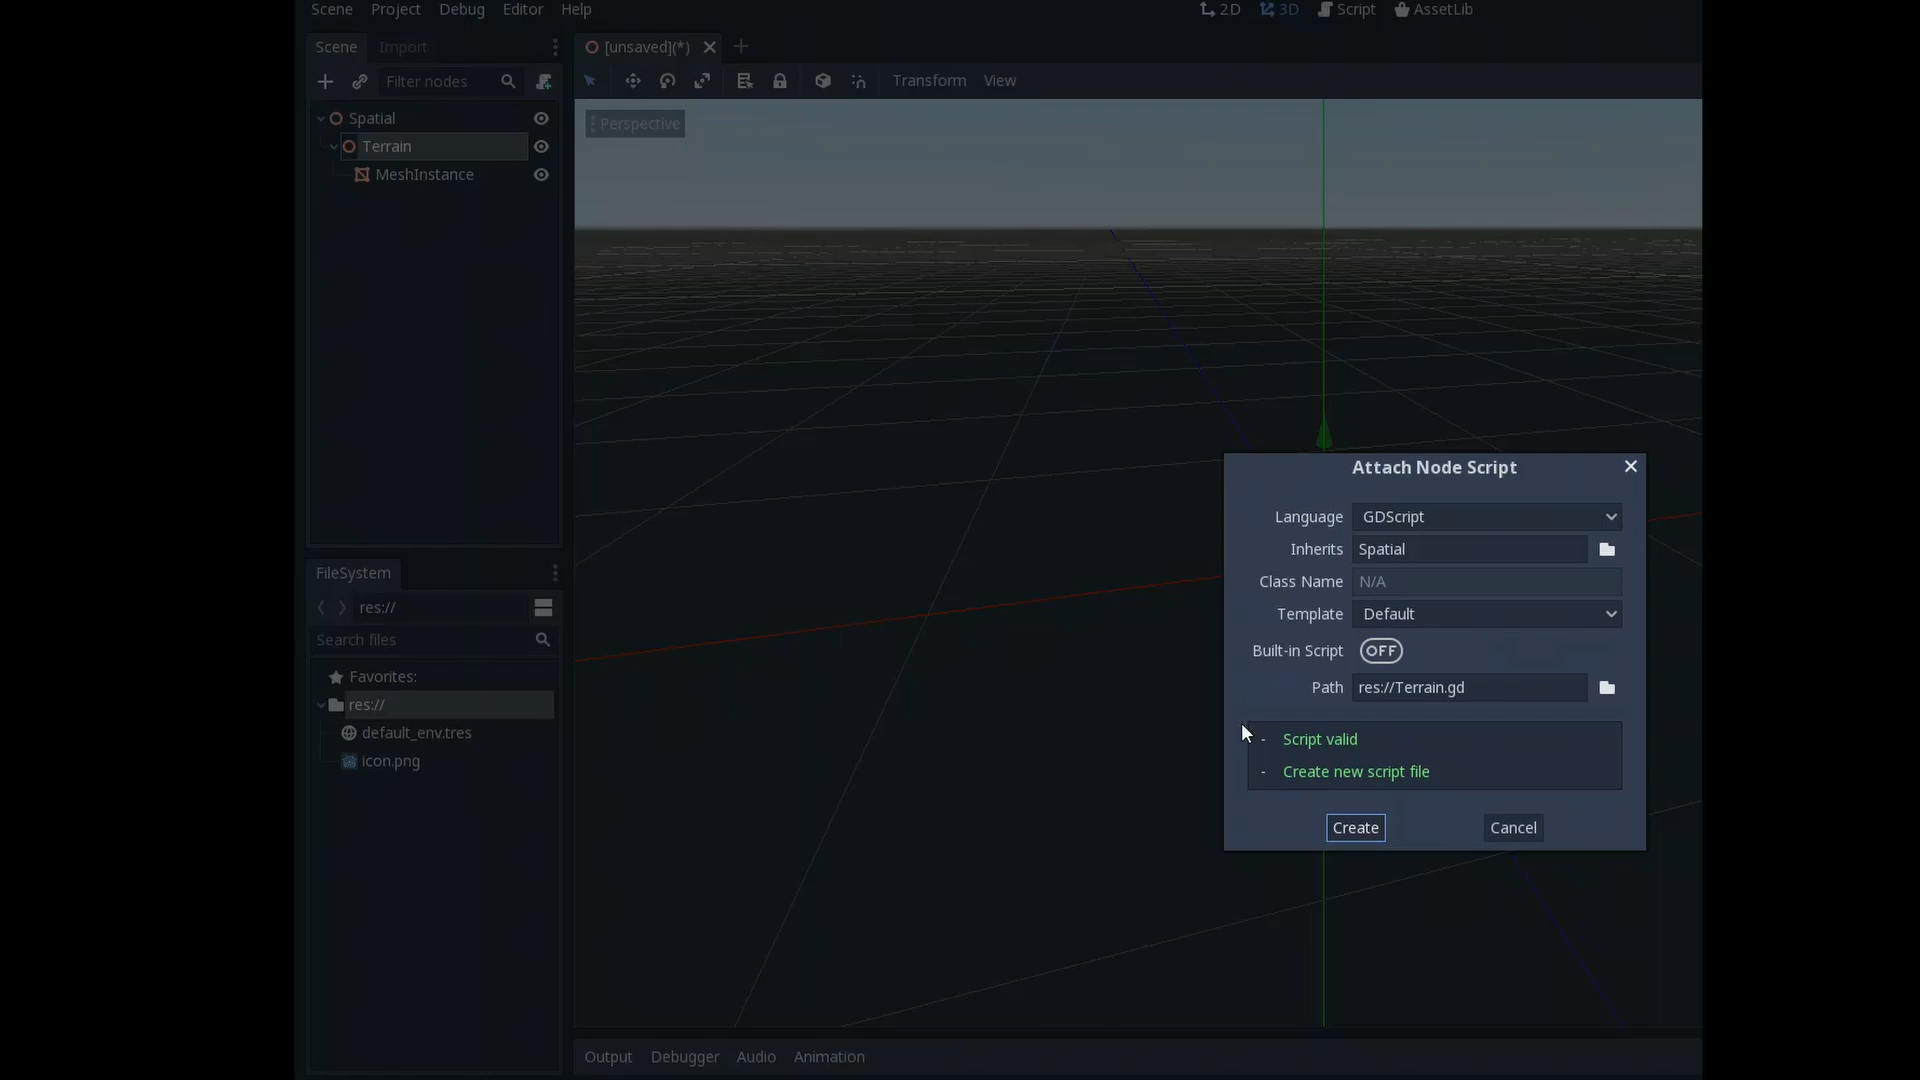 Scene Project Debug Editor Help
2D 3D Script AssetLib
Scene Import
[unsaved](*)
Filter nodes
Transform View
Spatial
Terrain
MeshInstance
Perspective
Attach Node Script
Language GDScript
Inherits Spatial
Class Name N/A
Template Default
Built-in Script OFF
Path res://Terrain.gd
- Script valid
- Create new script file
Create Cancel
FileSystem
res://
Search files
Favorites:
res://
default_env.tres
icon.png
Output Debugger Audio Animation